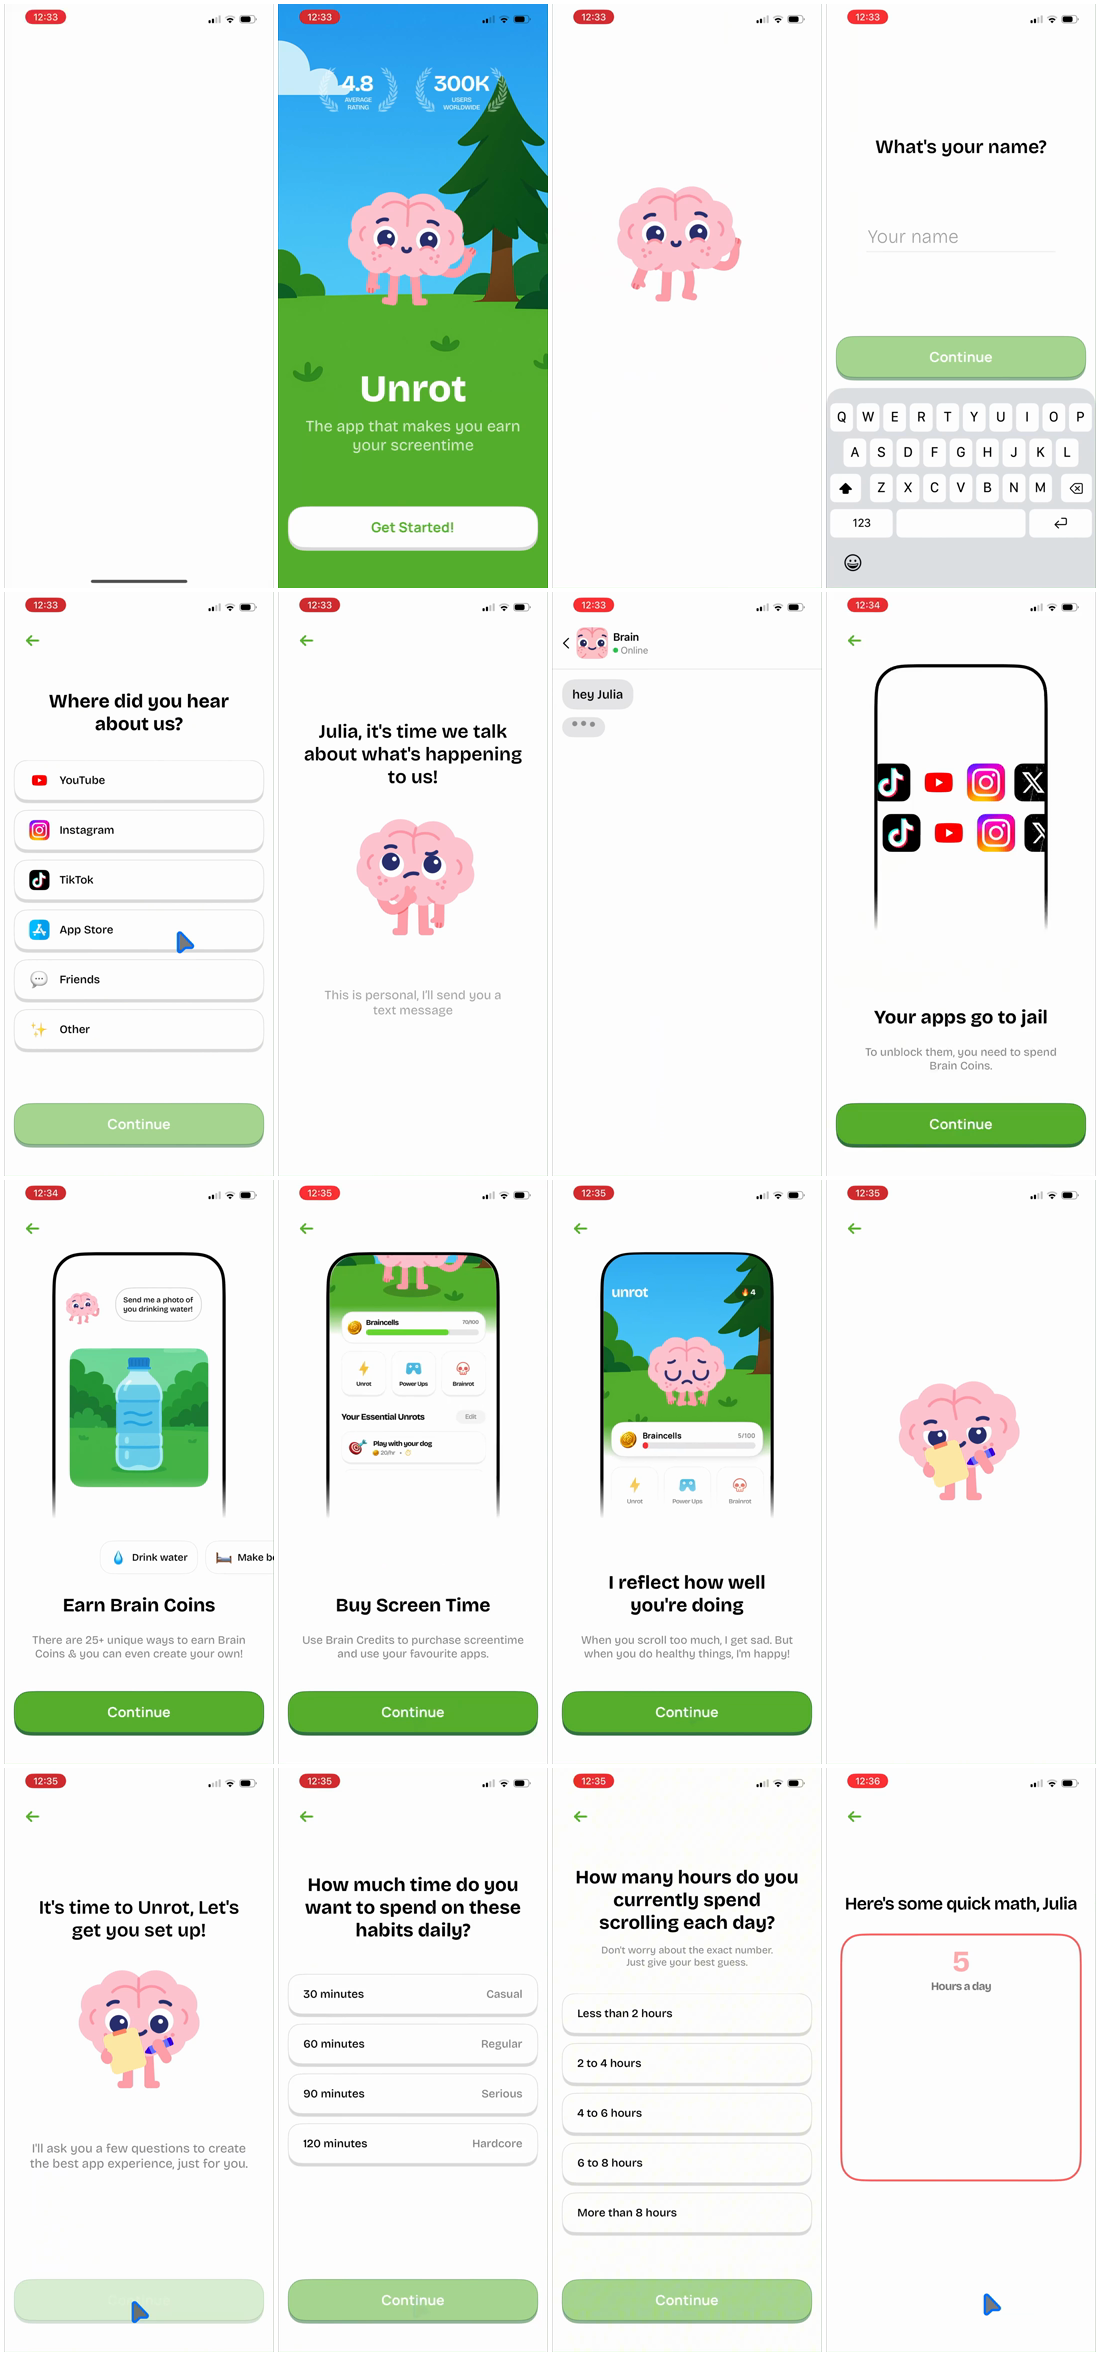 12:33
12:33
4.8
AVERAGE
RATING
300K
USERS
WORLDWIDE
Unrot
The app that makes you earn
your screentime
Get Started!
12:33
12:33
What's your name?
Your name
Continue
Q W E R T Y U I O P
A S D F G H J K L
Z X C V B N M
123
12:33
Where did you hear
about us?
YouTube
Instagram
TikTok
App Store
Friends
Other
Continue
12:33
Julia, it's time we talk
about what's happening
to us!
This is personal, I'll send you a
text message
12:33
Brain
Online
hey Julia
12:34
Your apps go to jail
To unblock them, you need to spend
Brain Coins.
Continue
12:34
Send me a photo of
you drinking water!
Drink water
Make be
Earn Brain Coins
There are 25+ unique ways to earn Brain
Coins & you can even create your own!
Continue
12:35
Braincells
70/100
Unrot
Power Ups
Brainrot
Your Essential Unrots
Edit
Play with your dog
20/hr
Buy Screen Time
Use Brain Credits to purchase screentime
and use your favourite apps.
Continue
12:35
unrot
4
Braincells
5/100
Unrot
Power Ups
Brainrot
I reflect how well
you're doing
When you scroll too much, I get sad. But
when you do healthy things, I'm happy!
Continue
12:35
12:35
It's time to Unrot, Let's
get you set up!
I'll ask you a few questions to create
the best app experience, just for you.
12:35
How much time do you
want to spend on these
habits daily?
30 minutes Casual
60 minutes Regular
90 minutes Serious
120 minutes Hardcore
Continue
12:35
How many hours do you
currently spend
scrolling each day?
Don't worry about the exact number.
Just give your best guess.
Less than 2 hours
2 to 4 hours
4 to 6 hours
6 to 8 hours
More than 8 hours
Continue
12:36
Here's some quick math, Julia
5
Hours a day